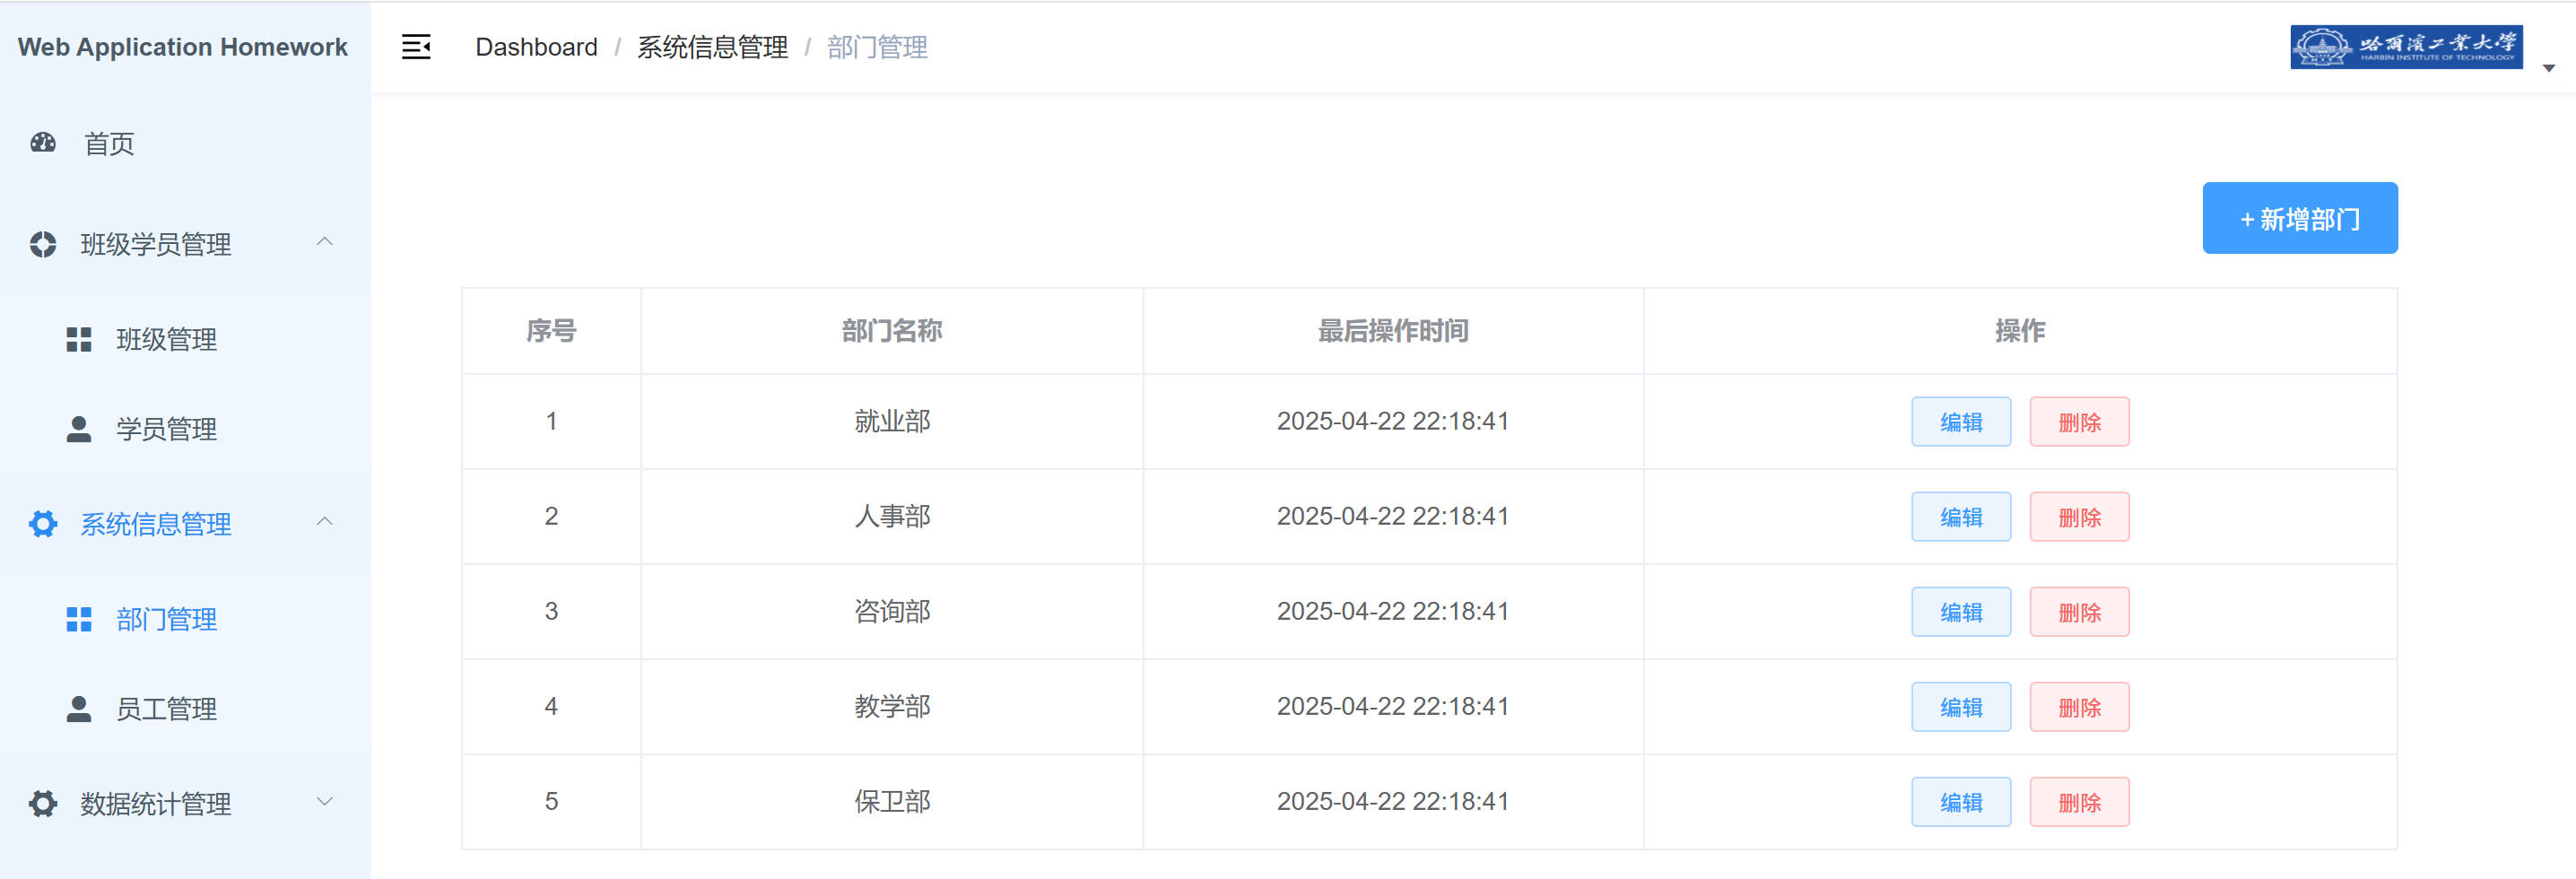 Web Application Homework
Dashboard / 系统信息管理 / 部门管理
哈爾濱工業大學
HARBIN INSTITUTE OF TECHNOLOGY
首页
班级学员管理
班级管理
学员管理
系统信息管理
部门管理
员工管理
数据统计管理
+ 新增部门
序号 部门名称 最后操作时间 操作
1 就业部 2025-04-22 22:18:41 编辑 删除
2 人事部 2025-04-22 22:18:41 编辑 删除
3 咨询部 2025-04-22 22:18:41 编辑 删除
4 教学部 2025-04-22 22:18:41 编辑 删除
5 保卫部 2025-04-22 22:18:41 编辑 删除